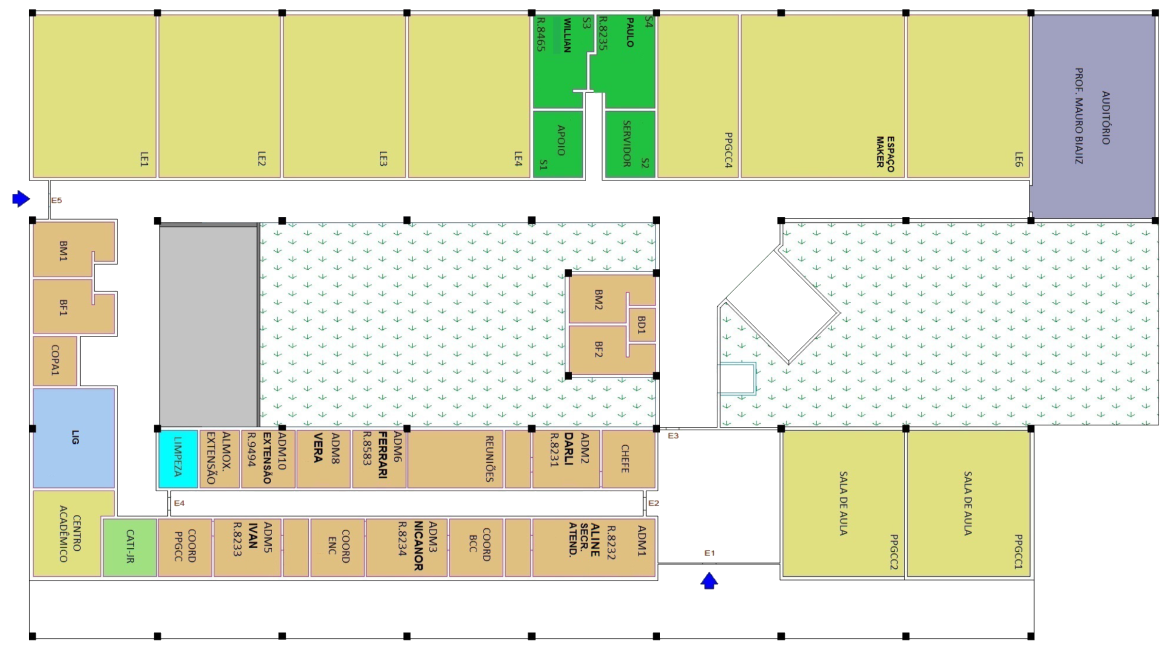 LE1
LE2
LE3
LE4
S3
WILLIAN
R.8465
S4
PAULO
R.8235
APOIO
S1
S2
SERVIDOR
PPGCC4
ESPAÇO
MAKER
LE6
AUDITÓRIO
PROF. MAURO BIAJIZ
E5
BM1
BF1
COPA1
LIG
CENTRO
ACADÊMICO
CATI-JR
BM2
BD1
BF2
LIMPEZA
ALMOX.
EXTENSÃO
ADM10
EXTENSÃO
R.9494
ADM8
VERA
ADM6
FERRARI
R.8583
REUNIÕES
ADM2
DARLI
R.8231
CHEFE
E3
E4
E2
COORD
PPGCC
ADM5
IVAN
R.8233
COORD
ENC
ADM3
NICANOR
R.8234
COORD
BCC
ADM1
R.8232
ALINE
SECR.
ATEND.
E1
SALA DE AULA
PPGCC2
SALA DE AULA
PPGCC1